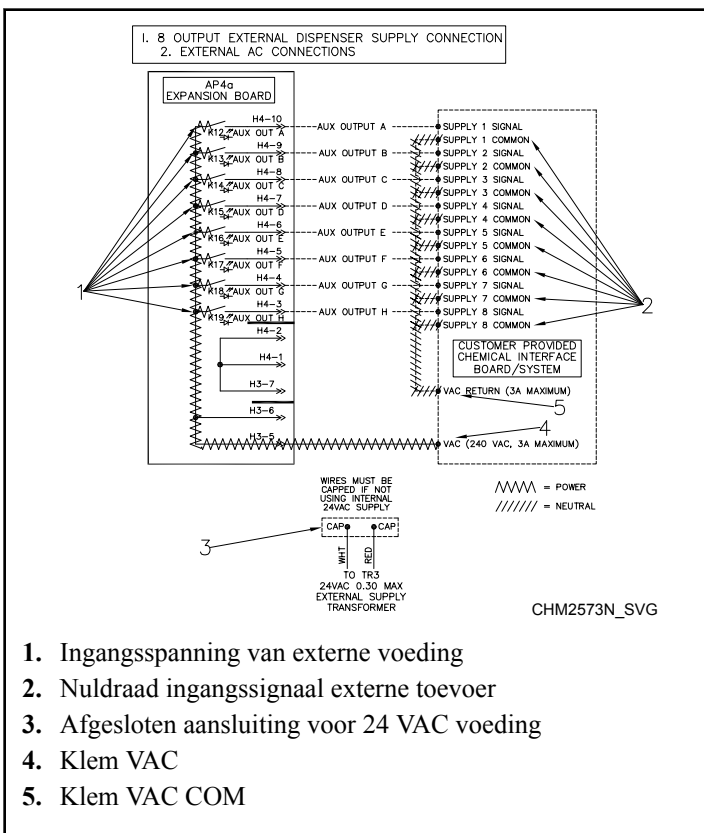 1. 8 OUTPUT EXTERNAL DISPENSER SUPPLY CONNECTION
2. EXTERNAL AC CONNECTIONS
AP4a
EXPANSION BOARD
H4-10
K12 AUX OUT A
AUX OUTPUT A
SUPPLY 1 SIGNAL
SUPPLY 1 COMMON
H4-9
K13 AUX OUT B
AUX OUTPUT B
SUPPLY 2 SIGNAL
SUPPLY 2 COMMON
H4-8
K14 AUX OUT C
AUX OUTPUT C
SUPPLY 3 SIGNAL
SUPPLY 3 COMMON
H4-7
K15 AUX OUT D
AUX OUTPUT D
SUPPLY 4 SIGNAL
SUPPLY 4 COMMON
H4-6
K16 AUX OUT E
AUX OUTPUT E
SUPPLY 5 SIGNAL
SUPPLY 5 COMMON
H4-5
K17 AUX OUT F
AUX OUTPUT F
SUPPLY 6 SIGNAL
SUPPLY 6 COMMON
H4-4
K18 AUX OUT G
AUX OUTPUT G
SUPPLY 7 SIGNAL
SUPPLY 7 COMMON
H4-3
K19 AUX OUT H
AUX OUTPUT H
SUPPLY 8 SIGNAL
SUPPLY 8 COMMON
1
2
H4-2
H4-1
H3-7
H3-6
H3-5
CUSTOMER PROVIDED
CHEMICAL INTERFACE
BOARD/SYSTEM
VAC RETURN (3A MAXIMUM)
5
4
VAC (240 VAC, 3A MAXIMUM)
WIRES MUST BE
CAPPED IF NOT
USING INTERNAL
24VAC SUPPLY
CAP CAP
3
WHT RED
TO TR3
24VAC 0.30 MAX
EXTERNAL SUPPLY
TRANSFORMER
= POWER
= NEUTRAL
CHM2573N_SVG
1. Ingangsspanning van externe voeding
2. Nuldraad ingangssignaal externe toevoer
3. Afgesloten aansluiting voor 24 VAC voeding
4. Klem VAC
5. Klem VAC COM